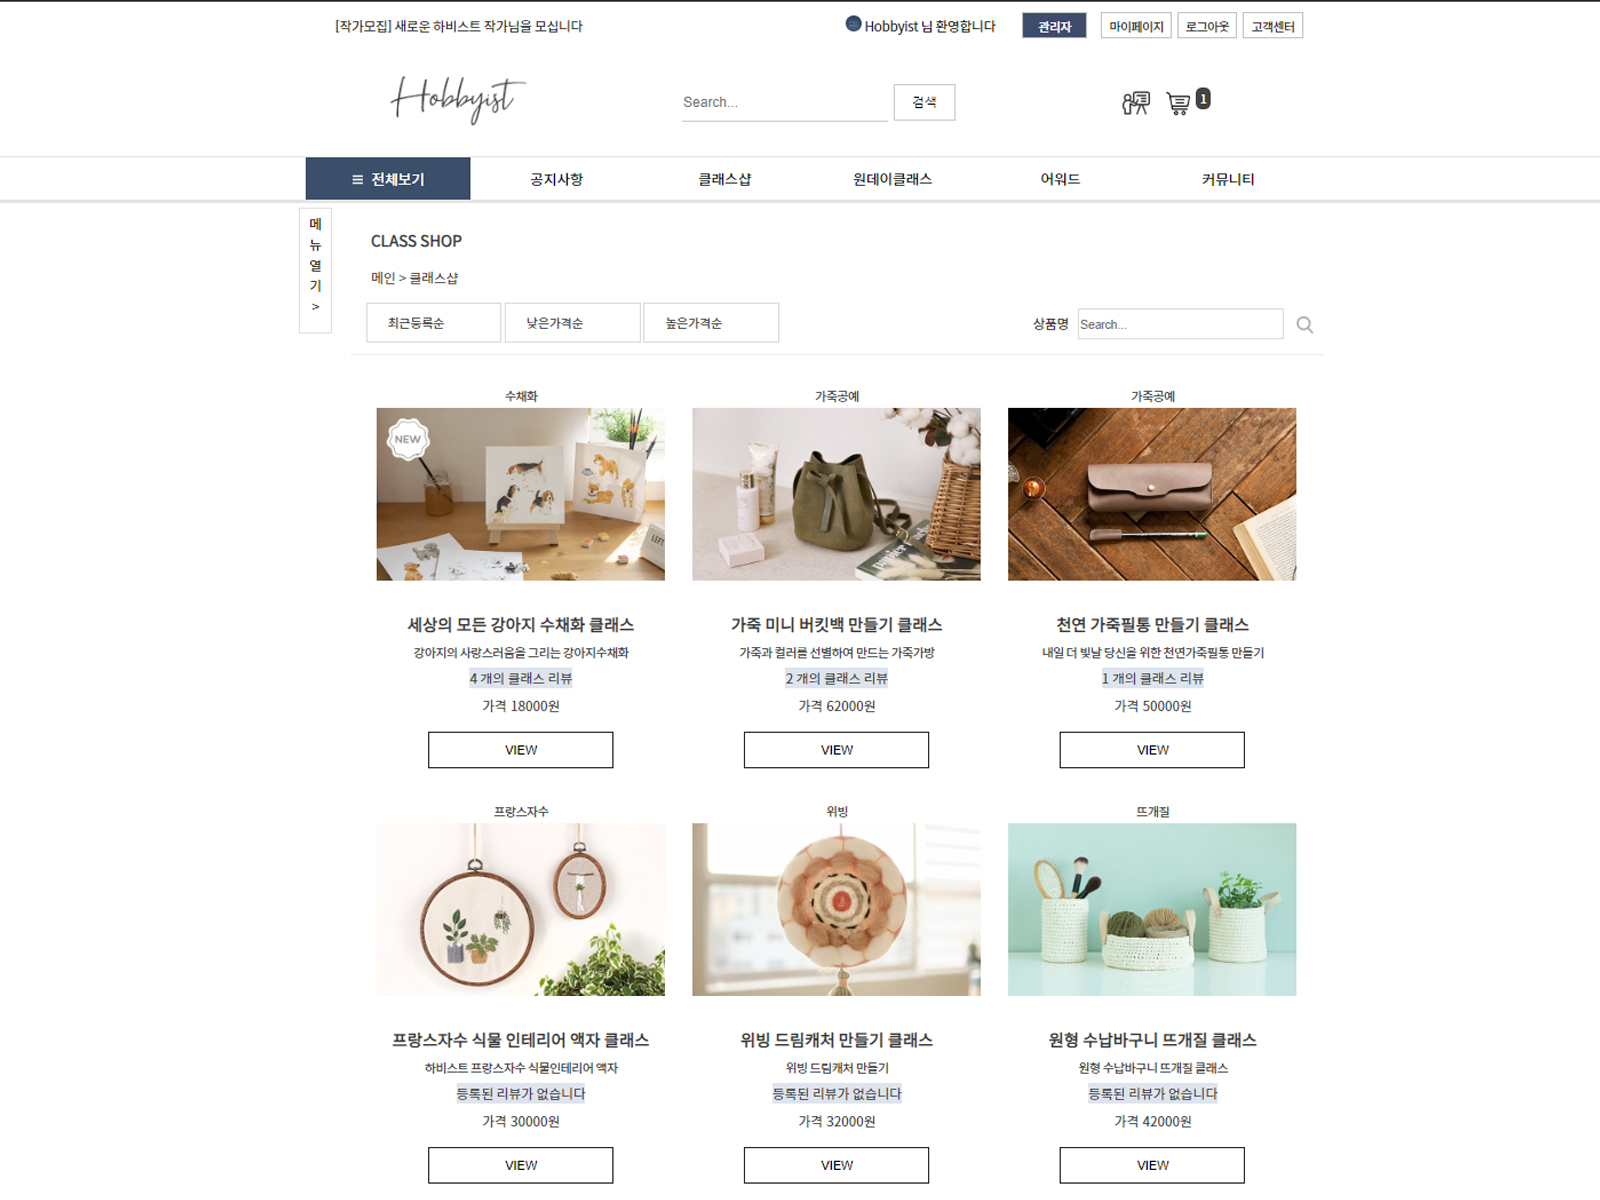 [작가모집] 새로운 하비스트 작가님을 모십니다
Hobbyist 님 환영합니다
관리자
마이페이지
로그아웃
고객센터
Hobbyist
Search...
검색
1
≡ 전체보기
공지사항
클래스샵
원데이클래스
어워드
커뮤니티
메
뉴
열
기
>
CLASS SHOP
메인 > 클래스샵
최근등록순
낮은가격순
높은가격순
상품명
Search...
수채화
가죽공예
가죽공예
NEW
LEFT
세상의 모든 강아지 수채화 클래스
가죽 미니 버킷백 만들기 클래스
천연 가죽필통 만들기 클래스
강아지의 사랑스러움을 그리는 강아지수채화
가죽과 컬러를 선별하여 만드는 가죽가방
내일 더 빛날 당신을 위한 천연가죽필통 만들기
4 개의 클래스 리뷰
2 개의 클래스 리뷰
1 개의 클래스 리뷰
가격 18000원
가격 62000원
가격 50000원
VIEW
VIEW
VIEW
프랑스자수
위빙
뜨개질
프랑스자수 식물 인테리어 액자 클래스
위빙 드림캐처 만들기 클래스
원형 수납바구니 뜨개질 클래스
하비스트 프랑스자수 식물인테리어 액자
위빙 드림캐처 만들기
원형 수납바구니 뜨개질 클래스
등록된 리뷰가 없습니다
등록된 리뷰가 없습니다
등록된 리뷰가 없습니다
가격 30000원
가격 32000원
가격 42000원
VIEW
VIEW
VIEW